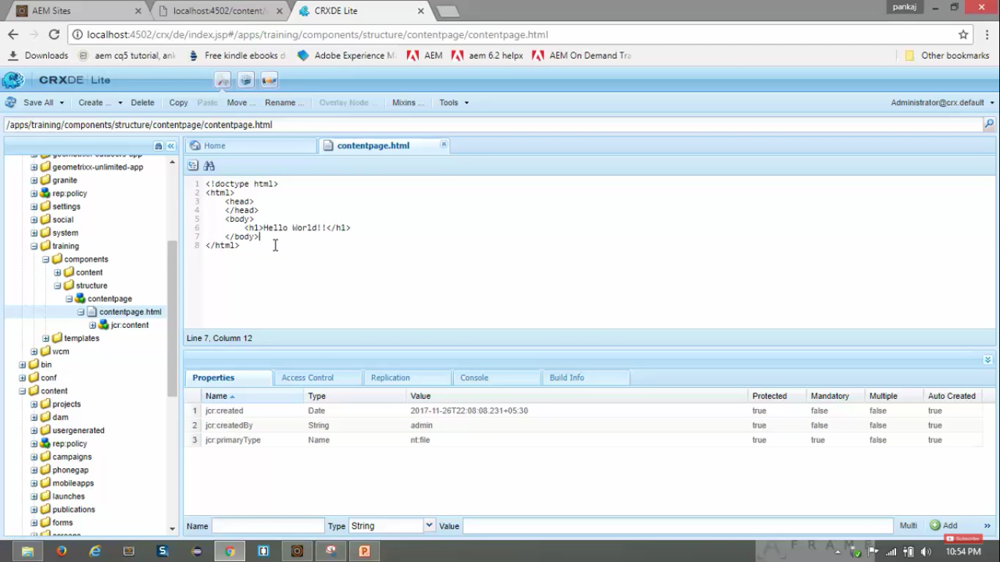 AEM Sites
localhost:4502/content/
CRXDE Lite
pankaj
localhost:4502/crx/de/index.jsp#/apps/training/components/structure/contentpage/contentpage.html
Downloads
aem cq5 tutorial, ank
Free kindle ebooks d
Adobe Experience M
AEM
aem 6.2 helpx
AEM On Demand Tra
Other bookmarks
CRXDE Lite
Save All
Create ...
Delete
Copy
Paste
Move ...
Rename ...
Overlay Node ...
Mixins ...
Tools
Administrator@crx.default
/apps/training/components/structure/contentpage/contentpage.html
geometrixx-outdoors-app
geometrixx-unlimited-app
granite
rep:policy
settings
social
system
training
components
content
structure
contentpage
contentpage.html
jcr:content
templates
wcm
bin
conf
content
projects
dam
usergenerated
rep:policy
campaigns
phonegap
mobileapps
launches
publications
forms
screens
Home
contentpage.html
1 <!doctype html>
2 <html>
3 <head>
4 </head>
5 <body>
6 <h1>Hello World!!</h1>
7 </body>
8 </html>
Line 7, Column 12
Properties
Access Control
Replication
Console
Build Info
Name Type Value Protected Mandatory Multiple Auto Created
1 jcr:created Date 2017-11-26T22:08:08.231+05:30 true false false true
2 jcr:createdBy String admin true false false true
3 jcr:primaryType Name nt:file true true false true
Name Type String Value Multi Add
Subscribe
A FRAME
10:54 PM